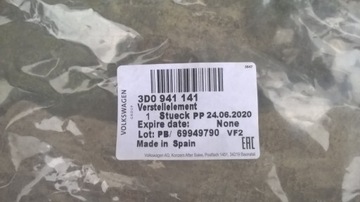 VOLKSWAGEN
3D0 941 141
Verstellelement
1 Stueck PP 24.06.2020
Expire date: None
Lot: PB/ 69949790 VF2
Made in Spain
EAC